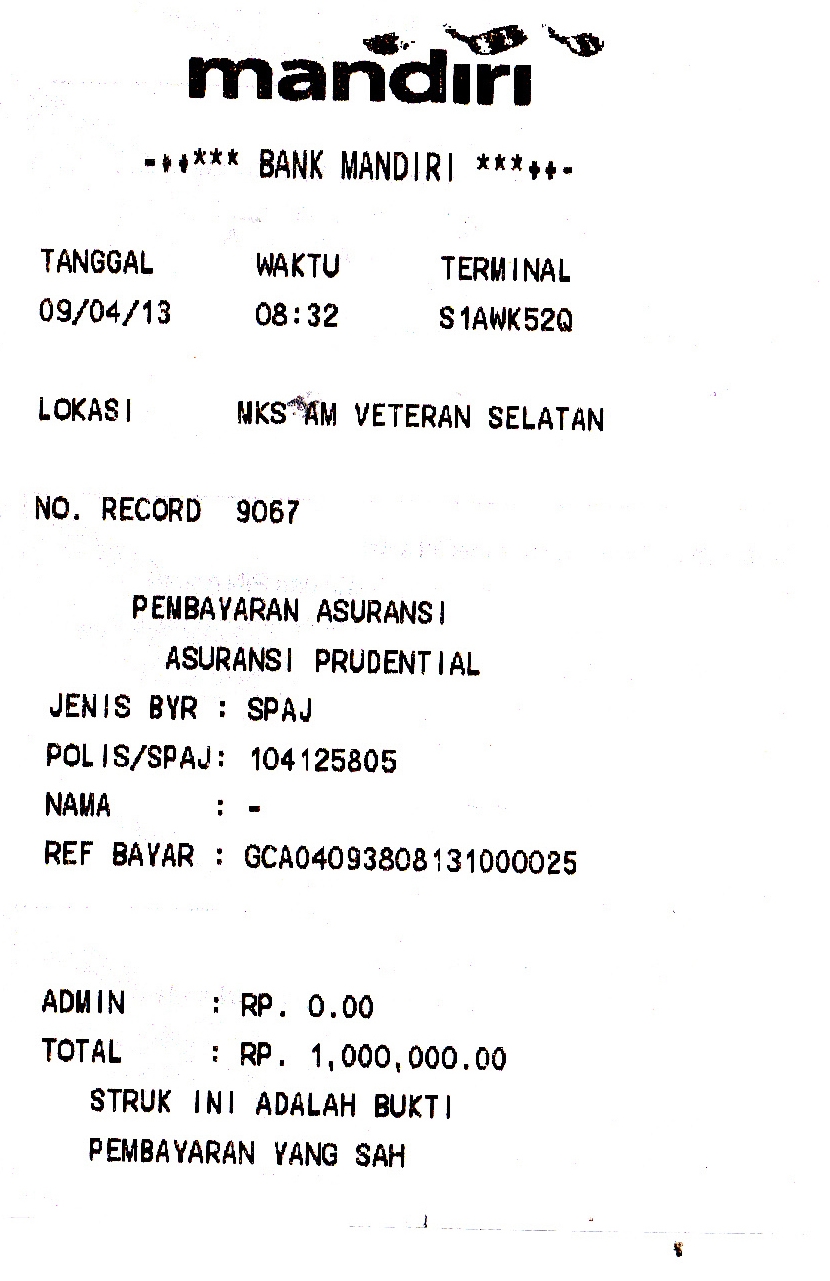 mandiri
-++*** BANK MANDIRI ***++-
TANGGAL WAKTU TERMINAL
09/04/13 08:32 S1AWK52Q
LOKASI MKS AM VETERAN SELATAN
NO. RECORD 9067
PEMBAYARAN ASURANSI
ASURANSI PRUDENTIAL
JENIS BYR : SPAJ
POLIS/SPAJ: 104125805
NAMA : -
REF BAYAR : GCA04093808131000025
ADMIN : RP. 0.00
TOTAL : RP. 1,000,000.00
STRUK INI ADALAH BUKTI
PEMBAYARAN YANG SAH